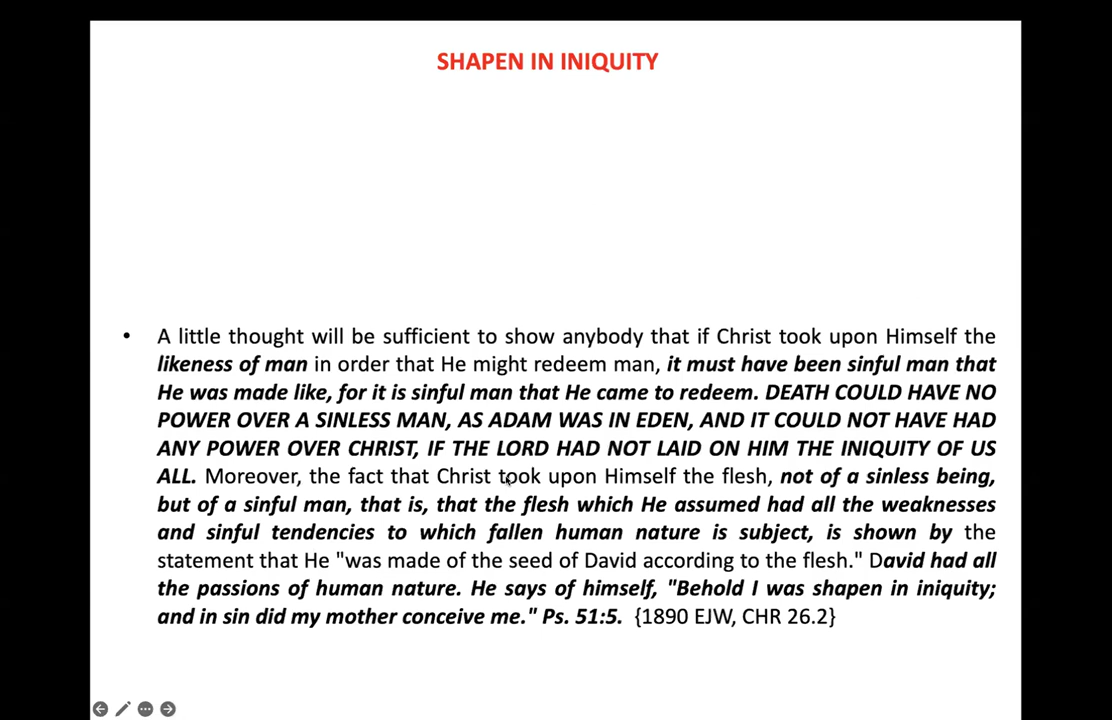 SHAPEN IN INIQUITY
• A little thought will be sufficient to show anybody that if Christ took upon Himself the
likeness of man in order that He might redeem man, it must have been sinful man that
He was made like, for it is sinful man that He came to redeem. DEATH COULD HAVE NO
POWER OVER A SINLESS MAN, AS ADAM WAS IN EDEN, AND IT COULD NOT HAVE HAD
ANY POWER OVER CHRIST, IF THE LORD HAD NOT LAID ON HIM THE INIQUITY OF US
ALL. Moreover, the fact that Christ took upon Himself the flesh, not of a sinless being,
but of a sinful man, that is, that the flesh which He assumed had all the weaknesses
and sinful tendencies to which fallen human nature is subject, is shown by the
statement that He "was made of the seed of David according to the flesh." David had all
the passions of human nature. He says of himself, "Behold I was shapen in iniquity;
and in sin did my mother conceive me." Ps. 51:5. {1890 EJW, CHR 26.2}